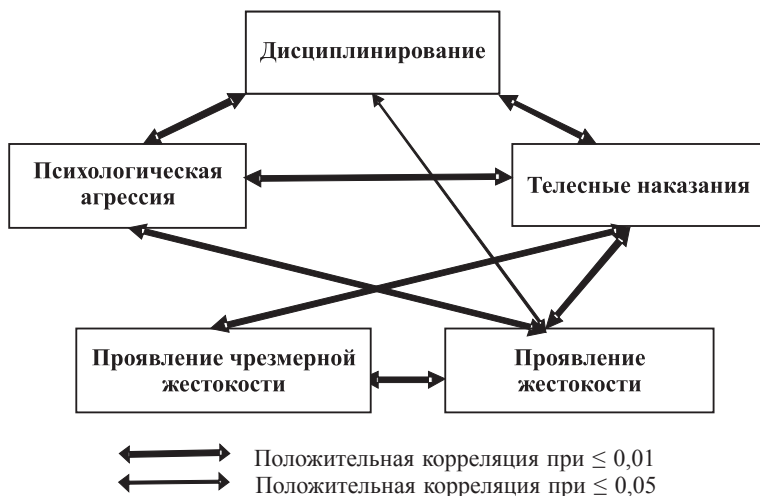 Дисциплинирование
Психологическая
агрессия
Телесные наказания
Проявление чрезмерной
жестокости
Проявление
жестокости
Положительная корреляция при ≤ 0,01
Положительная корреляция при ≤ 0,05